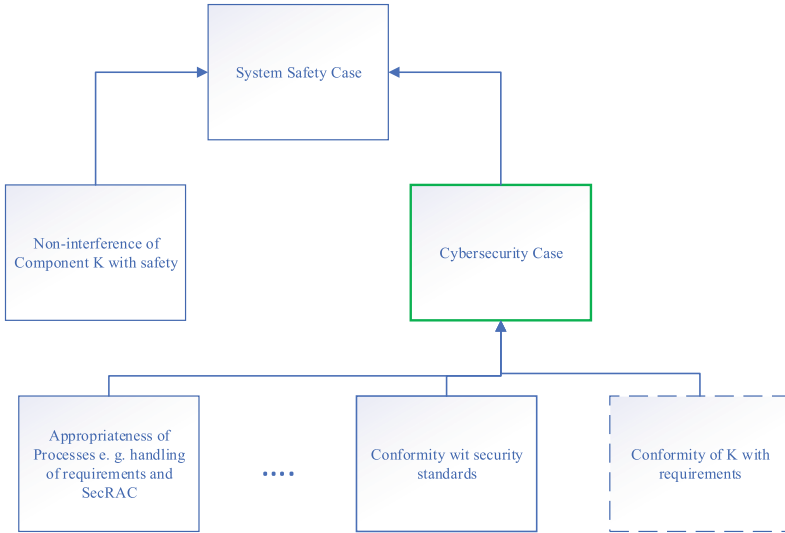 System Safety Case
Non-interference of
Component K with safety
Cybersecurity Case
Appropriateness of
Processes e. g. handling
of requirements and
SecRAC
....
Conformity wit security
standards
Conformity of K with
requirements